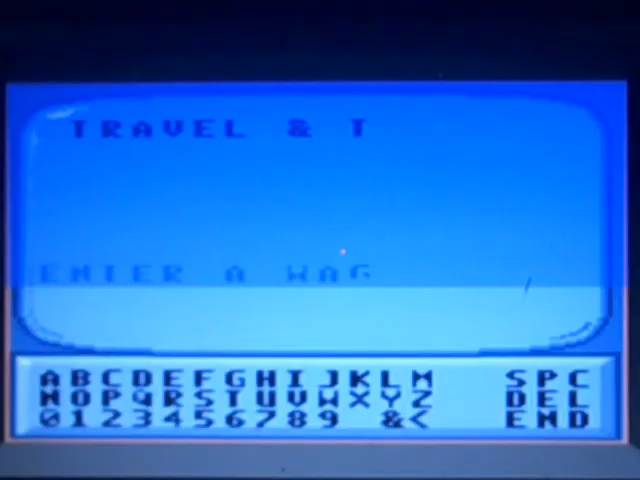 TRAVEL & T
ENTER A WAG
ABCDEFGHIJKLM SPC
NOPQRSTUVWXYZ DEL
0123456789 &< END